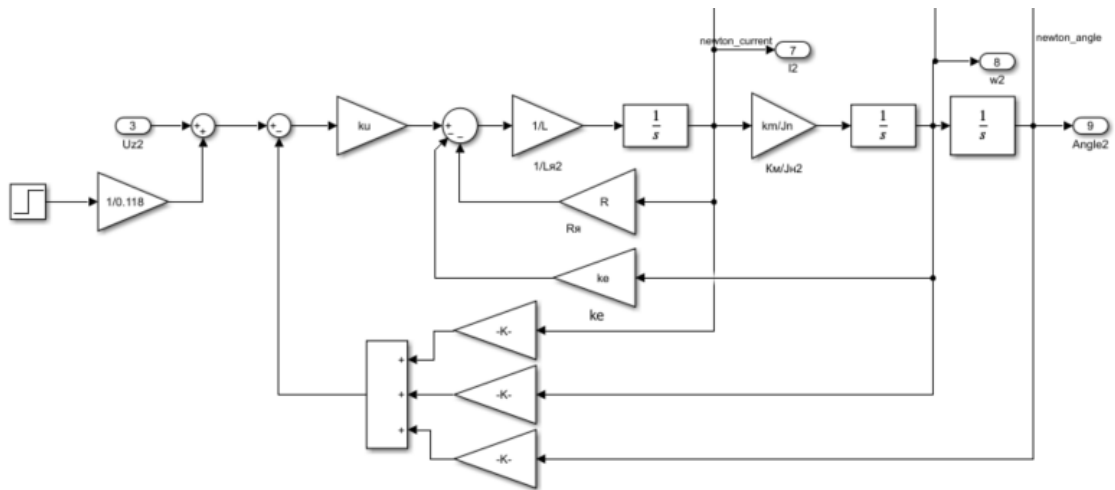 newton_current
newton_angle
7
I2
8
w2
3
Uz2
+
+
+
−
ku
+
−
−
1/L
1/Lя2
1
s
km/Jn
Kм/Jн2
1
s
1
s
9
Angle2
1/0.118
R
Rя
ke
ke
-K-
+
-K-
+
-K-
+